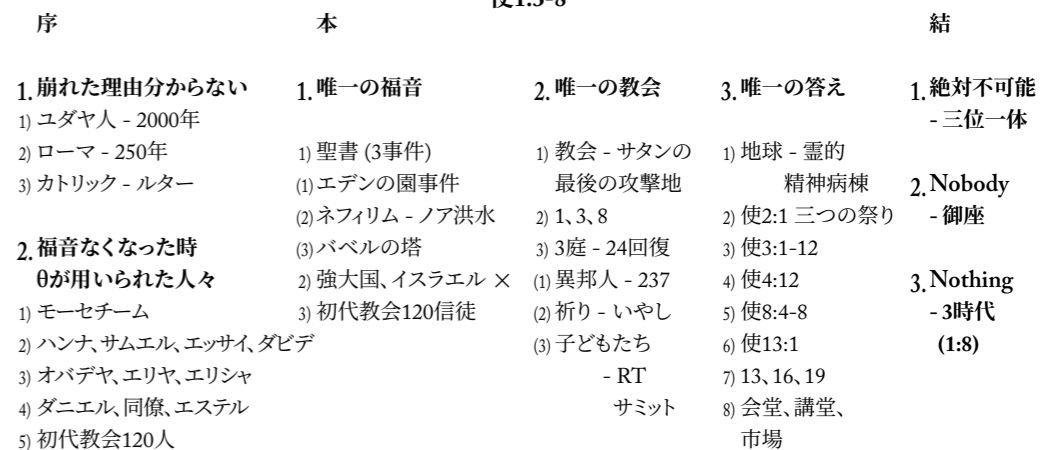 使1:3-8
序
本
結
1. 崩れた理由分からない
1) ユダヤ人 - 2000年
2) ローマ - 250年
3) カトリック - ルター
2. 福音なくなった時
θが用いられた人々
1) モーセチーム
2) ハンナ、サムエル、エッサイ、ダビデ
3) オバデヤ、エリヤ、エリシャ
4) ダニエル、同僚、エステル
5) 初代教会120人
1. 唯一の福音
1) 聖書 (3事件)
(1) エデンの園事件
(2) ネフィリム - ノア洪水
(3) バベルの塔
2) 強大国、イスラエル ×
3) 初代教会120信徒
2. 唯一の教会
1) 教会 - サタンの
最後の攻撃地
2) 1、3、8
3) 3庭 - 24回復
(1) 異邦人 - 237
(2) 祈り - いやし
(3) 子どもたち
- RT
サミット
3. 唯一の答え
1) 地球 - 霊的
精神病棟
2) 使2:1 三つの祭り
3) 使3:1-12
4) 使4:12
5) 使8:4-8
6) 使13:1
7) 13、16、19
8) 会堂、講堂、
市場
1. 絶対不可能
- 三位一体
2. Nobody
- 御座
3. Nothing
- 3時代
(1:8)